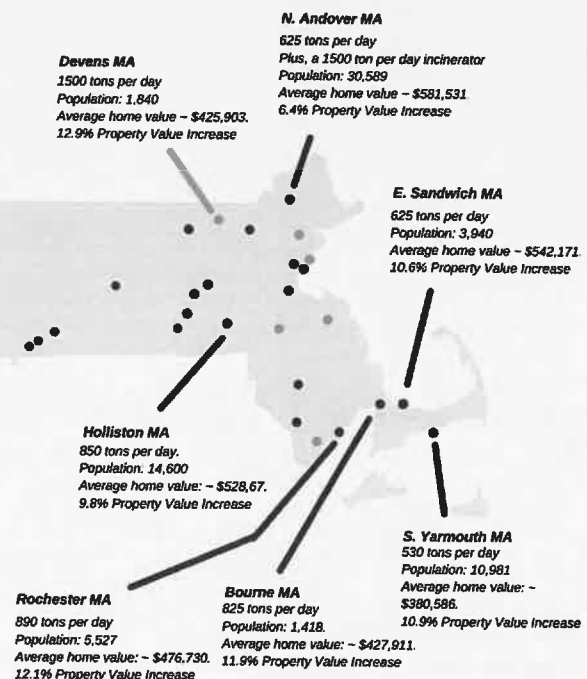 N. Andover MA
625 tons per day
Plus, a 1500 ton per day incinerator
Population: 30,589
Average home value ~ $581,531
6.4% Property Value Increase
Devens MA
1500 tons per day
Population: 1,840
Average home value ~ $425,903.
12.9% Property Value Increase
E. Sandwich MA
625 tons per day
Population: 3,940
Average home value ~ $542,171.
10.6% Property Value Increase
Holliston MA
850 tons per day.
Population: 14,600
Average home value: ~ $528,67.
9.8% Property Value Increase
S. Yarmouth MA
530 tons per day
Population: 10,981
Average home value: ~
$380,586.
10.9% Property Value Increase
Rochester MA
890 tons per day
Population: 5,527
Average home value: ~ $476,730.
12.1% Property Value Increase
Bourne MA
825 tons per day
Population: 1,418.
Average home value: ~ $427,911.
11.9% Property Value Increase